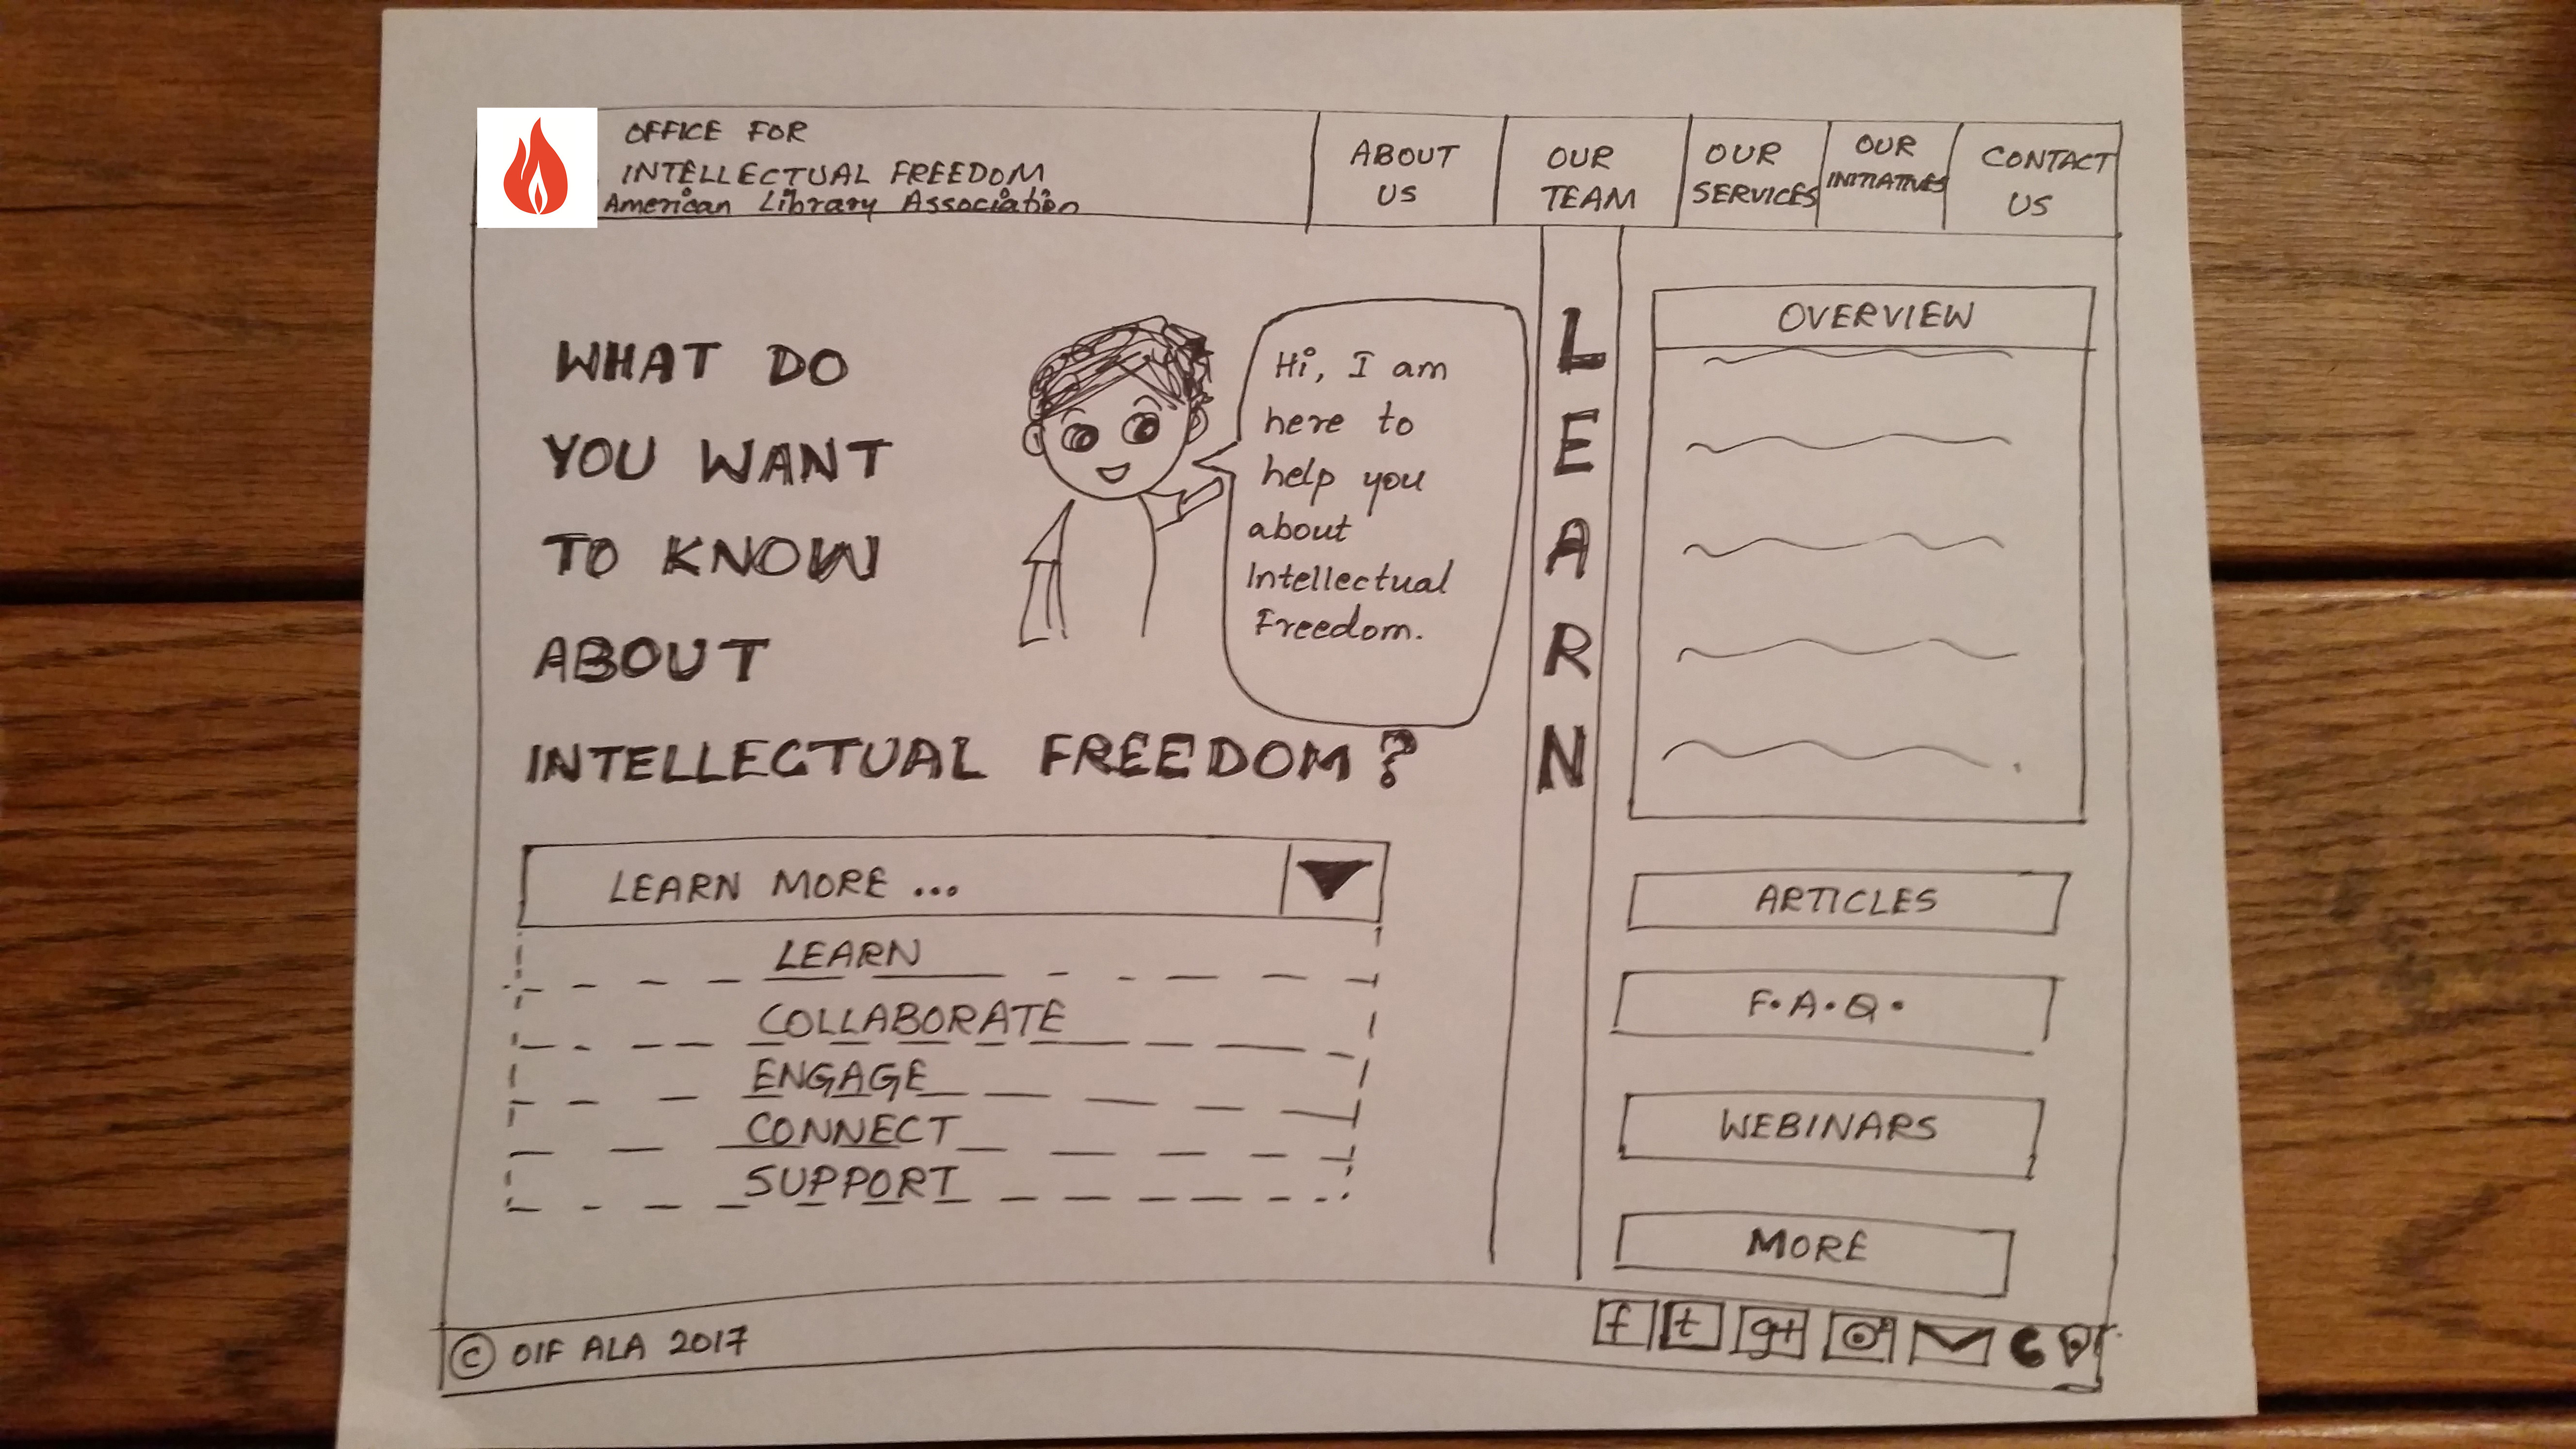 OFFICE FOR
INTELLECTUAL FREEDOM
American Library Association
ABOUT
US
OUR
TEAM
OUR
SERVICES
OUR
INITIATIVES
CONTACT
US
WHAT DO
YOU WANT
TO KNOW
ABOUT
INTELLECTUAL FREEDOM?
Hi, I am
here to
help you
about
Intellectual
Freedom.
LEARN MORE ...
LEARN
COLLABORATE
ENGAGE
CONNECT
SUPPORT
LEARN
OVERVIEW
ARTICLES
F.A.Q.
WEBINARS
MORE
© OIF ALA 2017
f t g+